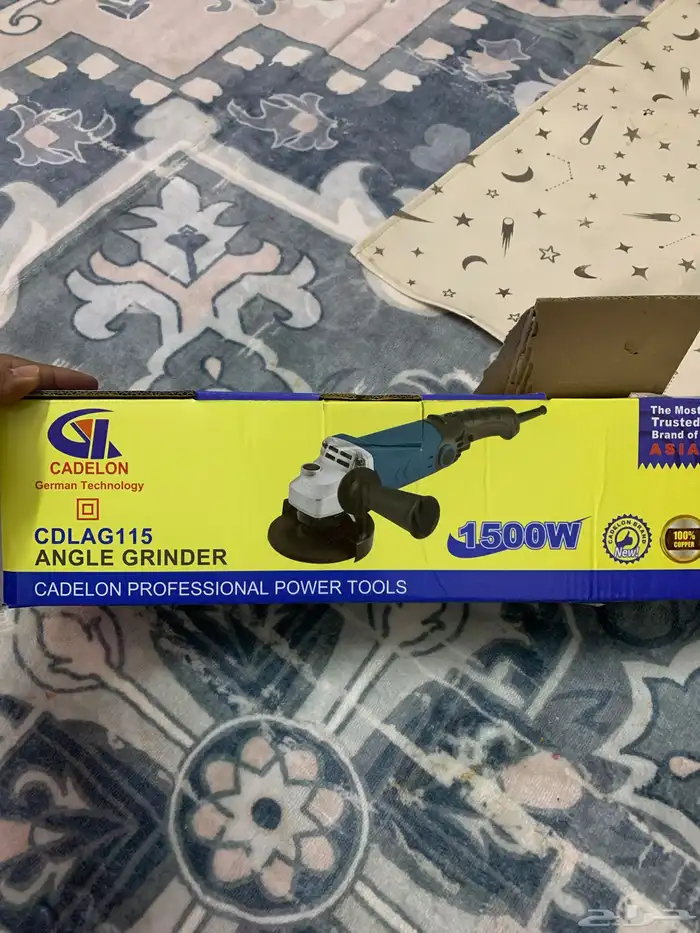 CADELON
German Technology
CDLAG115
ANGLE GRINDER
CADELON PROFESSIONAL POWER TOOLS
1500W
CADELON BRAND
New!
The Most
Trusted
Brand of
ASIA
100%
COPPER
حراج